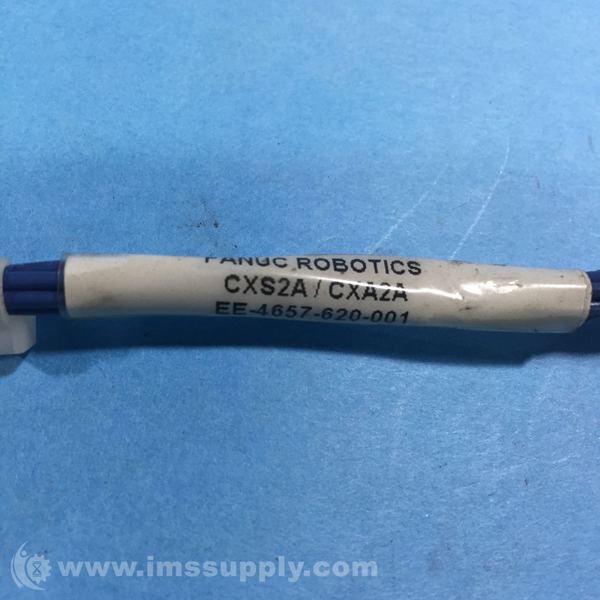 FANUC ROBOTICS
CXS2A / CXA2A
EE-4657-620-001
www.imssupply.com